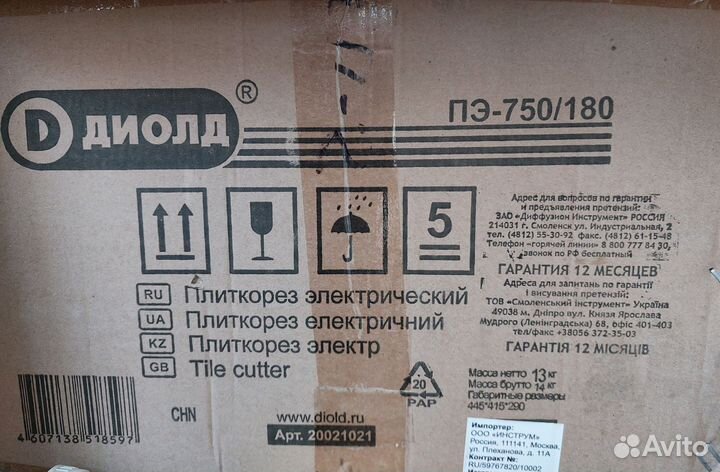 D ДИОЛД ®
ПЭ-750/180
5
RU Плиткорез электрический
UA Плиткорез електричний
KZ Плиткорез электр
GB Tile cutter
Адрес для вопросов по гарантии
и предъявления претензий:
ЗАО «Диффузион Инструмент» РОССИЯ
214031 г. Смоленск ул. Индустриальная, 2
тел. (4812) 55-30-92 факс. (4812) 61-15-48
Телефон «горячей линии» 8 800 777 84 30,
звонок по РФ бесплатный
ГАРАНТИЯ 12 МЕСЯЦЕВ
Адреса для запитань по гарантії
і висування претензій:
ТОВ «Смоленський інструмент» Україна
49038 м. Дніпро вул. Князя Ярослава
Мудрого (Ленінградська) 68, офіс 401-403
тел/факс +38056 372-35-03
ГАРАНТІЯ 12 МІСЯЦІВ
Масса нетто 13 кг
Масса брутто 14 кг
Габаритные размеры
445*415*290
20
PAP
4607138518597
CHN
www.diold.ru
Арт. 20021021
Импортер:
ООО «ИНСТРУМ»
Россия, 111141, Москва,
ул. Плеханова, д. 11А
Контракт №:
RU/59767820/10002
Avito